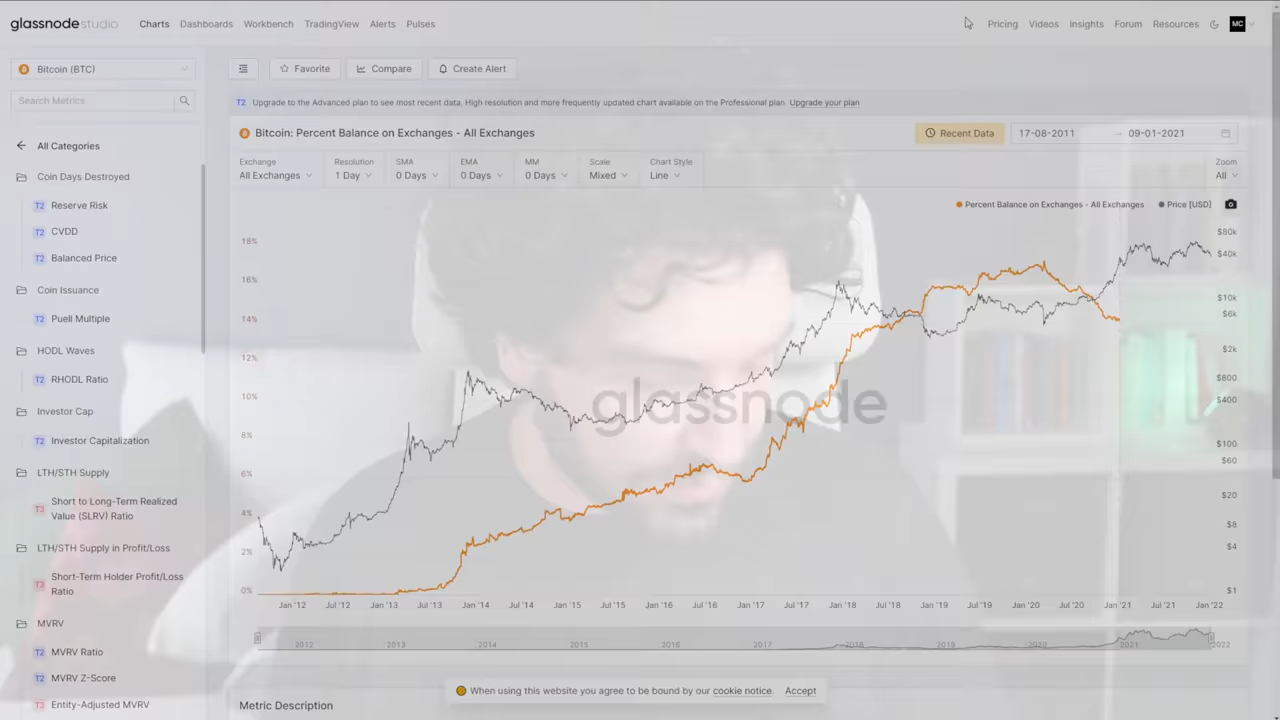 glassnode studio Charts Dashboards Workbench TradingView Alerts Pulses Pricing Videos Insights Forum Resources MC
Bitcoin (BTC) Favorite Compare Create Alert
Search Metrics T2 Upgrade to the Advanced plan to see most recent data. High resolution and more frequently updated chart available on the Professional plan. Upgrade your plan
Bitcoin: Percent Balance on Exchanges - All Exchanges Recent Data 17-08-2011 → 09-01-2021
Exchange Resolution SMA EMA MM Scale Chart Style Zoom
All Exchanges 1 Day 0 Days 0 Days 0 Days Mixed Line All
Percent Balance on Exchanges - All Exchanges Price [USD]
All Categories
Coin Days Destroyed
T2 Reserve Risk
T2 CVDD
T2 Balanced Price
Coin Issuance
T2 Puell Multiple
HODL Waves
T2 RHODL Ratio
Investor Cap
T2 Investor Capitalization
LTH/STH Supply
T3 Short to Long-Term Realized
Value (SLRV) Ratio
LTH/STH Supply in Profit/Loss
T3 Short-Term Holder Profit/Loss
Ratio
MVRV
T2 MVRV Ratio
T2 MVRV Z-Score
T3 Entity-Adjusted MVRV
18%
16%
14%
12%
10%
8%
6%
4%
2%
0%
glassnode
$80k
$40k
$10k
$6k
$2k
$800
$400
$100
$60
$20
$8
$4
$1
Jan '12 Jul '12 Jan '13 Jul '13 Jan '14 Jul '14 Jan '15 Jul '15 Jan '16 Jul '16 Jan '17 Jul '17 Jan '18 Jul '18 Jan '19 Jul '19 Jan '20 Jul '20 Jan '21 Jul '21 Jan '22
2012 2013 2014 2015 2016 2017 2018 2019 2020 2021 2022
When using this website you agree to be bound by our cookie notice. Accept
Metric Description